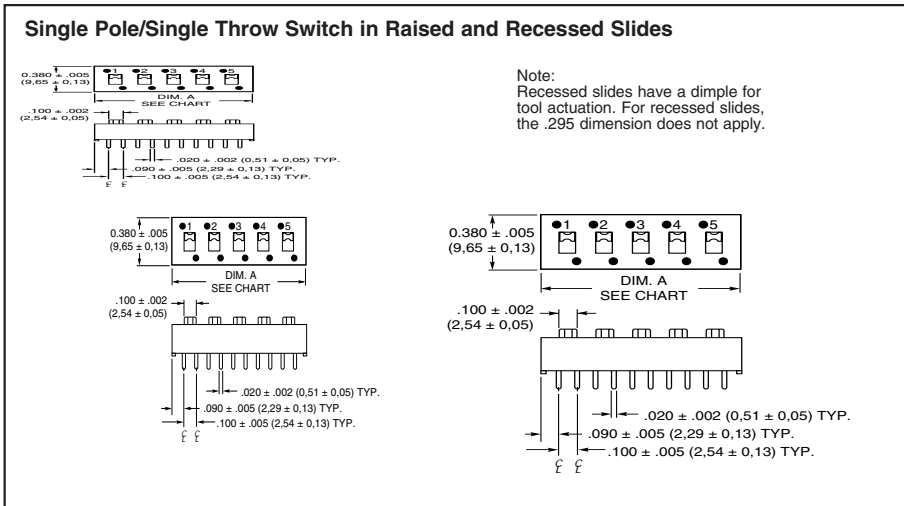 Single Pole/Single Throw Switch in Raised and Recessed Slides
Note:
Recessed slides have a dimple for
tool actuation. For recessed slides,
the .295 dimension does not apply.
0.380 ± .005
(9,65 ± 0,13)
1 2 3 4 5
DIM. A
SEE CHART
.100 ± .002
(2,54 ± 0,05)
.020 ± .002 (0,51 ± 0,05) TYP.
.090 ± .005 (2,29 ± 0,13) TYP.
.100 ± .005 (2,54 ± 0,13) TYP.
℄ ℄
0.380 ± .005
(9,65 ± 0,13)
1 2 3 4 5
DIM. A
SEE CHART
.100 ± .002
(2,54 ± 0,05)
.020 ± .002 (0,51 ± 0,05) TYP.
.090 ± .005 (2,29 ± 0,13) TYP.
.100 ± .005 (2,54 ± 0,13) TYP.
℄ ℄
0.380 ± .005
(9,65 ± 0,13)
1 2 3 4 5
DIM. A
SEE CHART
.100 ± .002
(2,54 ± 0,05)
.020 ± .002 (0,51 ± 0,05) TYP.
.090 ± .005 (2,29 ± 0,13) TYP.
.100 ± .005 (2,54 ± 0,13) TYP.
℄ ℄